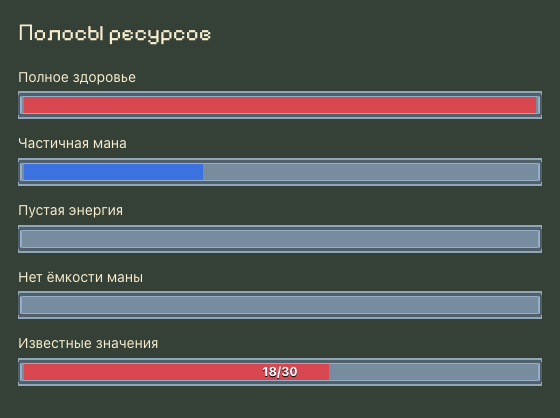 Полосы ресурсов
Полное здоровье
Частичная мана
Пустая энергия
Нет ёмкости маны
Известные значения
18/30